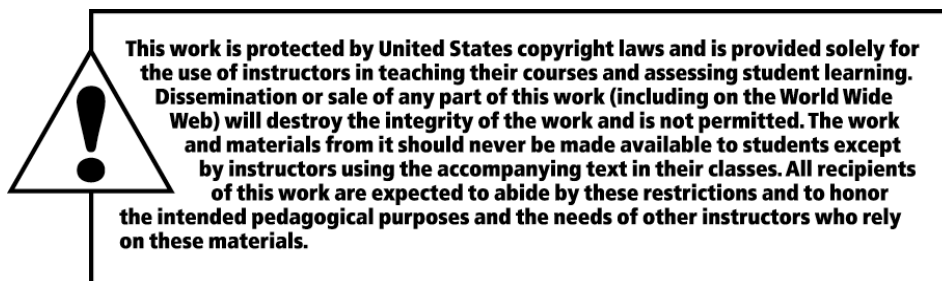 This work is protected by United States copyright laws and is provided solely for
the use of instructors in teaching their courses and assessing student learning.
Dissemination or sale of any part of this work (including on the World Wide
Web) will destroy the integrity of the work and is not permitted. The work
and materials from it should never be made available to students except
by instructors using the accompanying text in their classes. All recipients
of this work are expected to abide by these restrictions and to honor
the intended pedagogical purposes and the needs of other instructors who rely
on these materials.